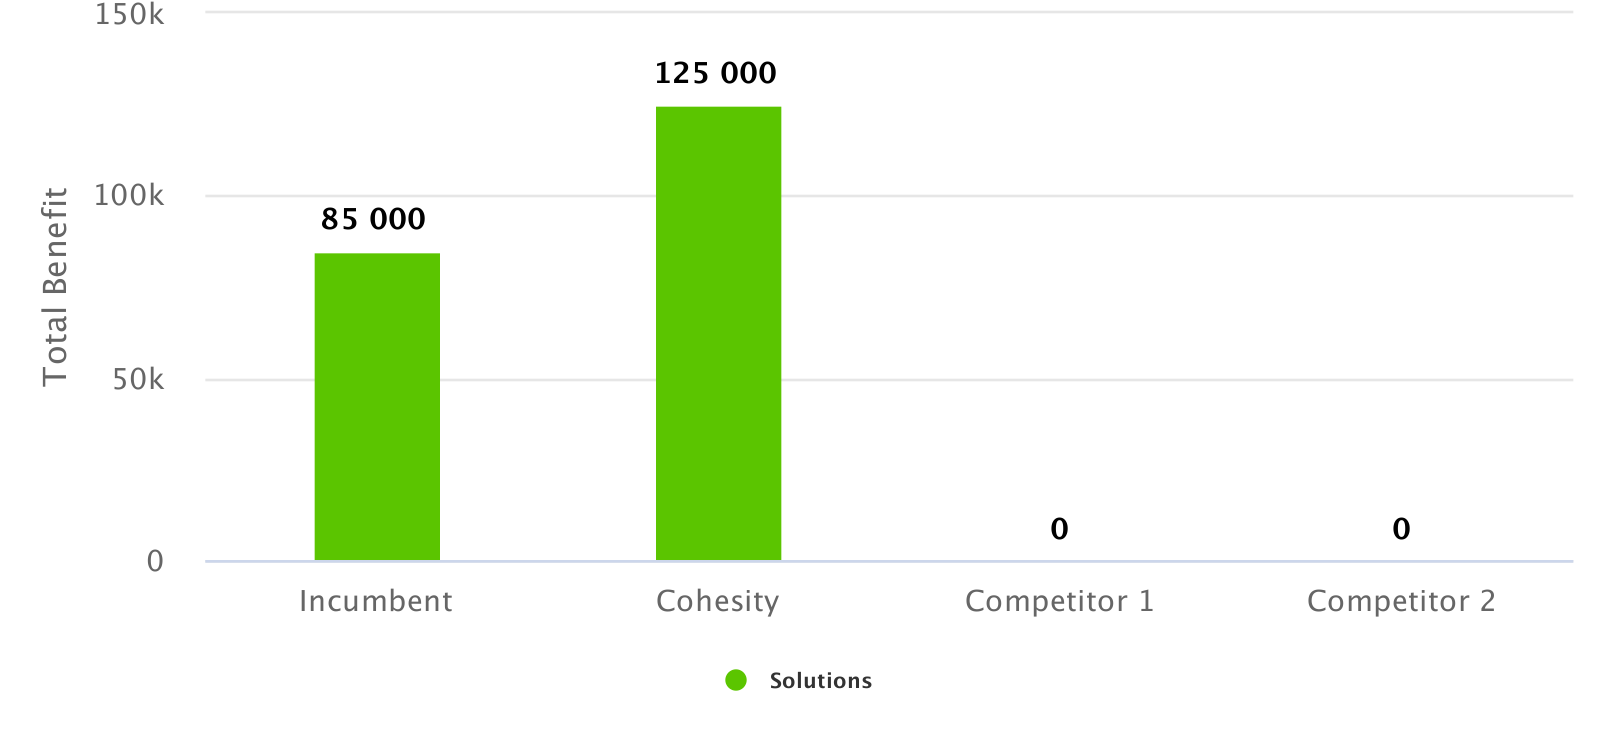 150k
125 000
100k
85 000
Total Benefit
50k
0
0
0
Incumbent
Cohesity
Competitor 1
Competitor 2
Solutions